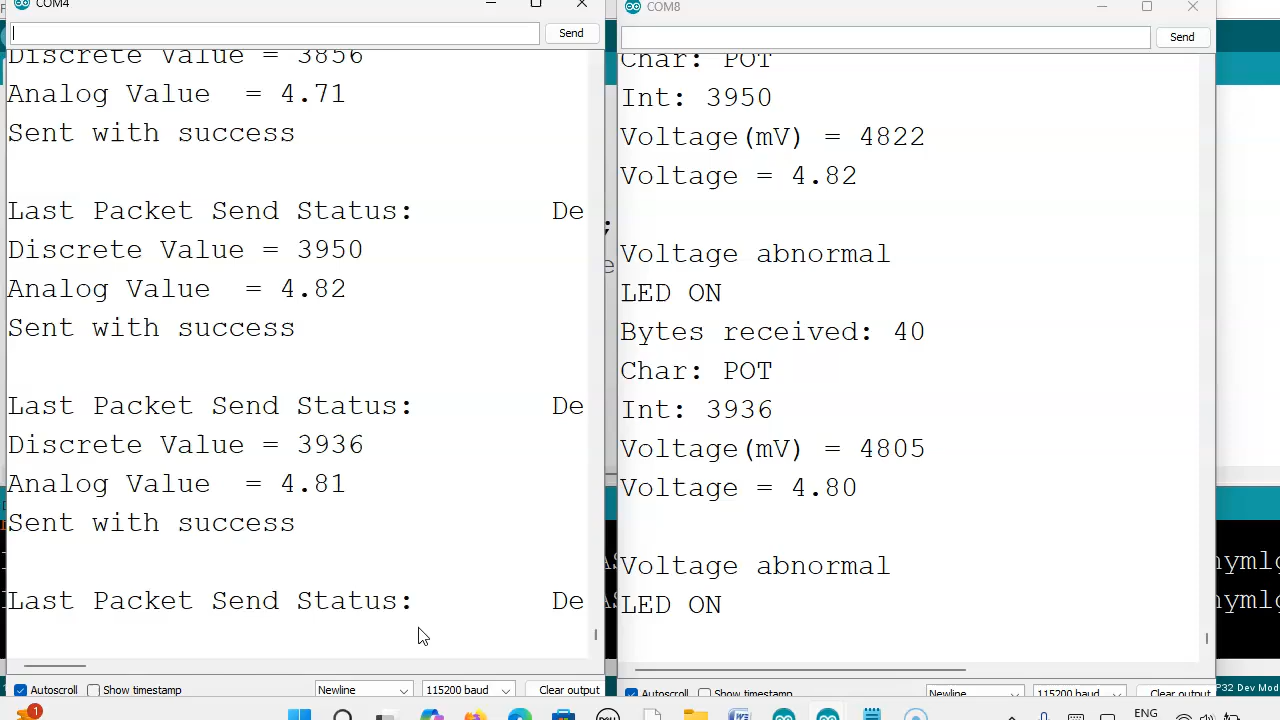 COM4
Send
Discrete Value = 3856
Analog Value  = 4.71
Sent with success
Last Packet Send Status:        De
Discrete Value = 3950
Analog Value  = 4.82
Sent with success
Last Packet Send Status:        De
Discrete Value = 3936
Analog Value  = 4.81
Sent with success
Last Packet Send Status:        De
Autoscroll
Show timestamp
Newline
115200 baud
Clear output
COM8
Send
Char: POT
Int: 3950
Voltage(mV) = 4822
Voltage = 4.82
Voltage abnormal
LED ON
Bytes received: 40
Char: POT
Int: 3936
Voltage(mV) = 4805
Voltage = 4.80
Voltage abnormal
LED ON
Autoscroll
Show timestamp
Newline
115200 baud
Clear output
1
ENG